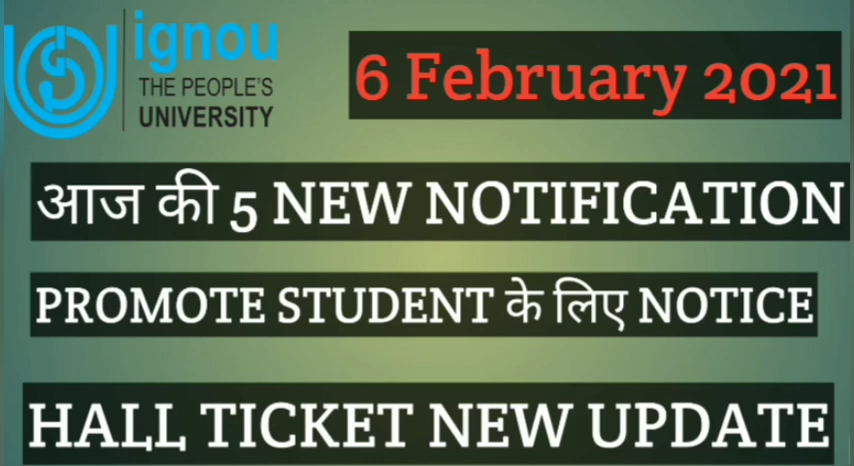 ignou
THE PEOPLE'S
UNIVERSITY
6 February 2021
आज की 5 NEW NOTIFICATION
PROMOTE STUDENT के लिए NOTICE
HALL TICKET NEW UPDATE